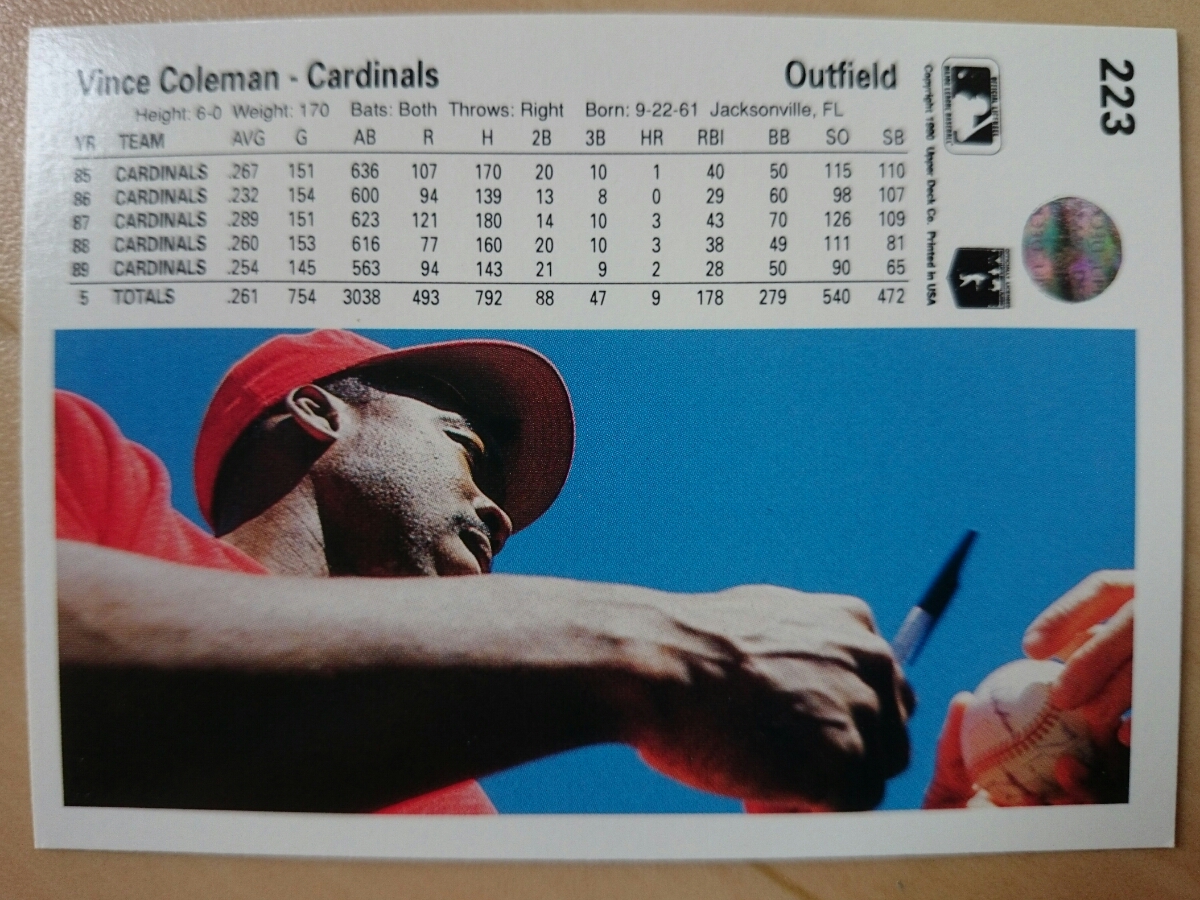 Vince Coleman - Cardinals Outfield
Height: 6-0 Weight: 170 Bats: Both Throws: Right Born: 9-22-61 Jacksonville, FL
YR TEAM AVG G AB R H 2B 3B HR RBI BB SO SB
85 CARDINALS .267 151 636 107 170 20 10 1 40 50 115 110
86 CARDINALS .232 154 600 94 139 13 8 0 29 60 98 107
87 CARDINALS .289 151 623 121 180 14 10 3 43 70 126 109
88 CARDINALS .260 153 616 77 160 20 10 3 38 49 111 81
89 CARDINALS .254 145 563 94 143 21 9 2 28 50 90 65
5 TOTALS .261 754 3038 493 792 88 47 9 178 279 540 472
Copyright 1990 Upper Deck Co. Printed in USA
223